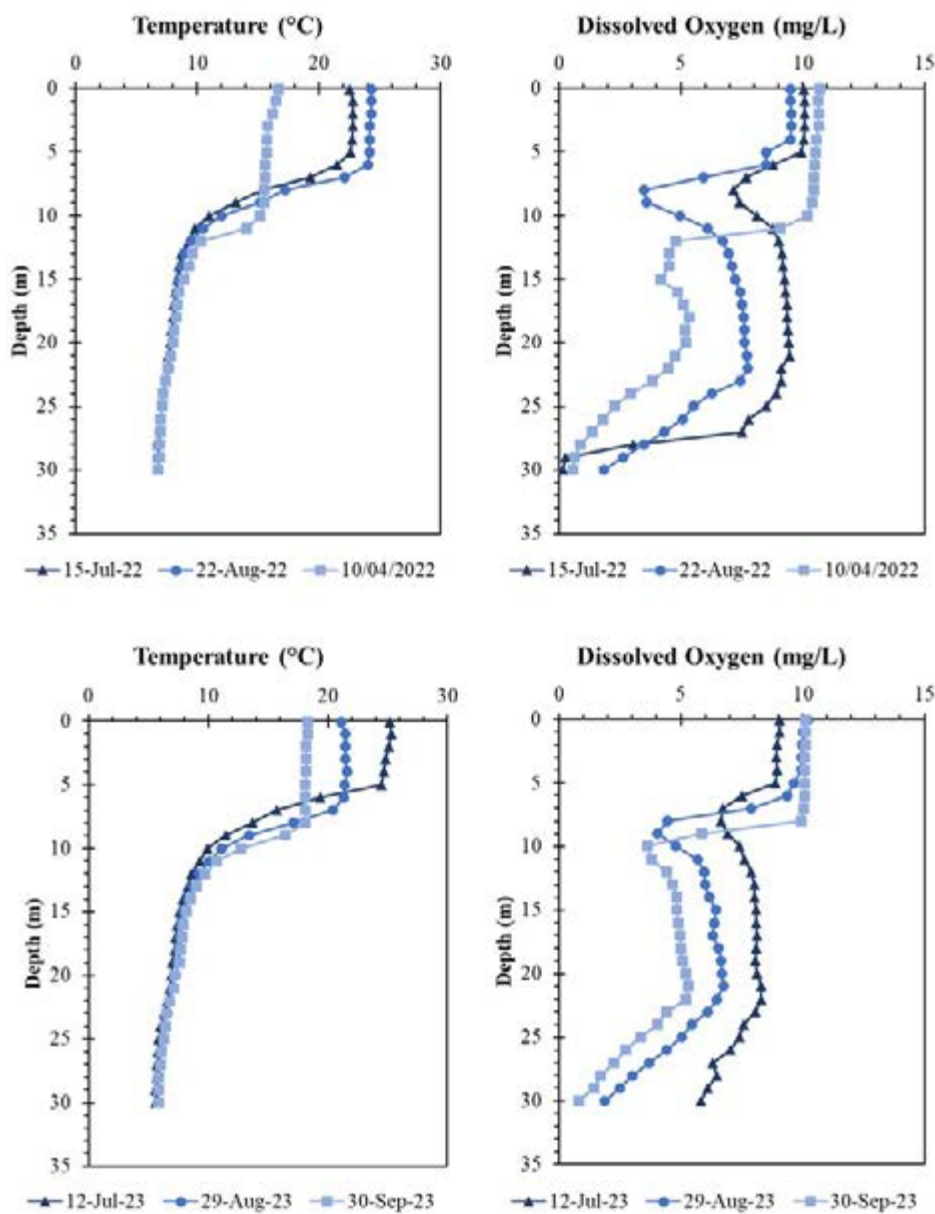 Temperature (°C)
0 10 20 30
0
5
10
15
20
25
30
35
Depth (m)
15-Jul-22 22-Aug-22 10/04/2022
Dissolved Oxygen (mg/L)
0 5 10 15
0
5
10
15
20
25
30
35
Depth (m)
15-Jul-22 22-Aug-22 10/04/2022
Temperature (°C)
0 10 20 30
0
5
10
15
20
25
30
35
Depth (m)
12-Jul-23 29-Aug-23 30-Sep-23
Dissolved Oxygen (mg/L)
0 5 10 15
0
5
10
15
20
25
30
35
Depth (m)
12-Jul-23 29-Aug-23 30-Sep-23